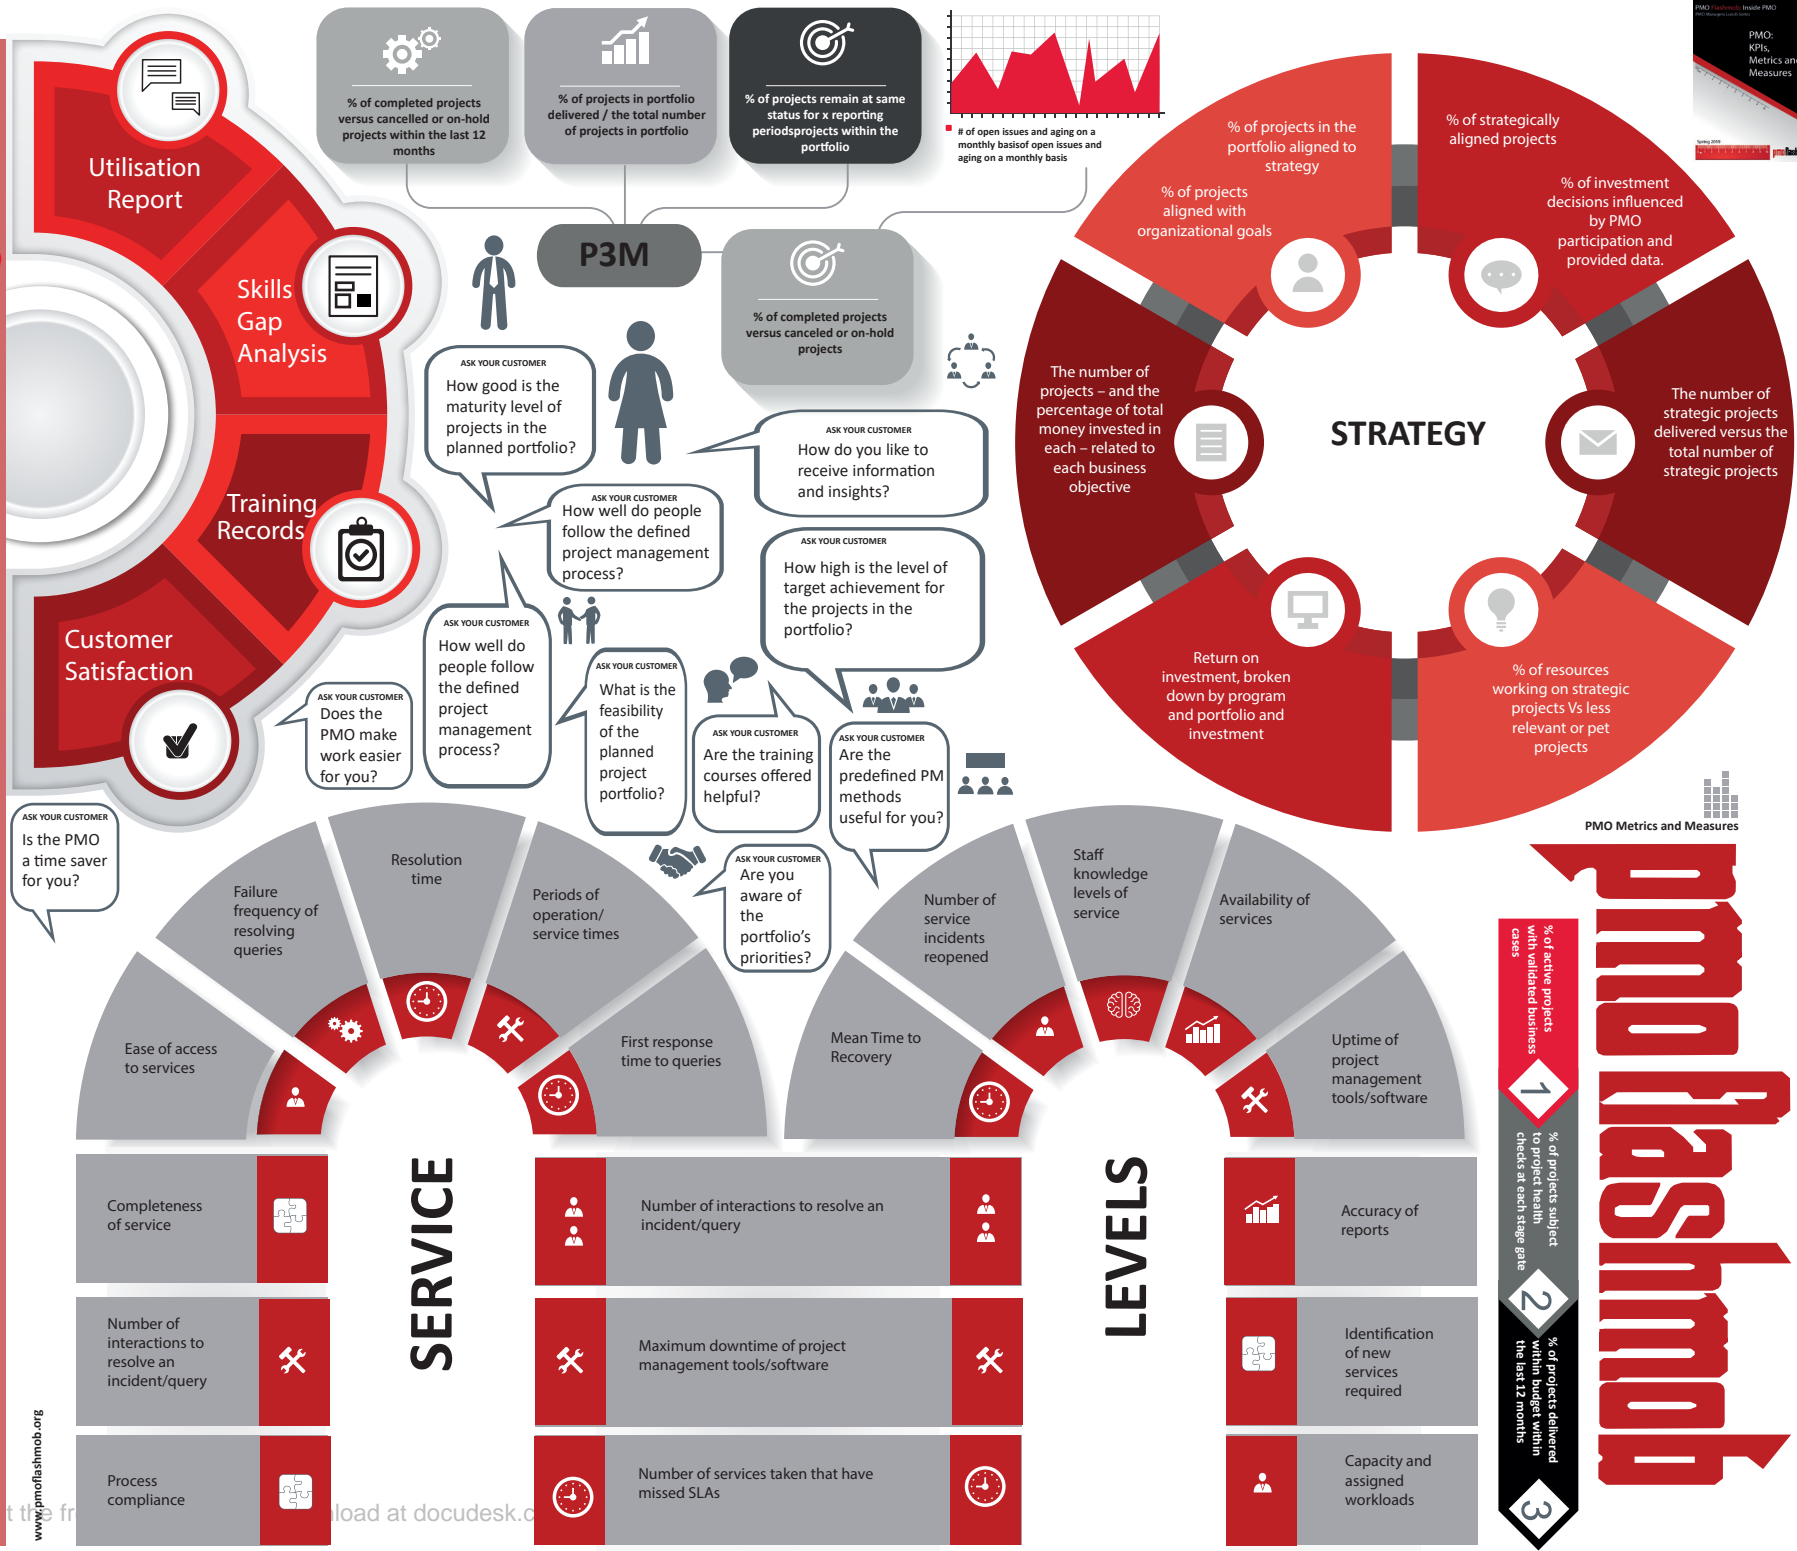 Utilisation
Report
Skills
Gap
Analysis
Training
Records
Customer
Satisfaction
% of completed projects
versus cancelled or on-hold
projects within the last 12
months
% of projects in portfolio
delivered / the total number
of projects in portfolio
% of projects remain at same
status for x reporting
periodsprojects within the
portfolio
# of open issues and aging on a
monthly basisof open issues and
aging on a monthly basis
P3M
% of completed projects
versus canceled or on-hold
projects
PMO Flashmob Inside PMO
PMO:
KPIs,
Metrics and
Measures
Spring 2019
% of projects in the
portfolio aligned to
strategy
% of projects
aligned with
organizational goals
% of strategically
aligned projects
% of investment
decisions influenced
by PMO
participation and
provided data.
The number of
projects – and the
percentage of total
money invested in
each – related to
each business
objective
STRATEGY
The number of
strategic projects
delivered versus the
total number of
strategic projects
Return on
investment, broken
down by program
and portfolio and
investment
% of resources
working on strategic
projects Vs less
relevant or pet
projects
ASK YOUR CUSTOMER
How good is the
maturity level of
projects in the
planned portfolio?
ASK YOUR CUSTOMER
How do you like to
receive information
and insights?
ASK YOUR CUSTOMER
How well do people
follow the defined
project management
process?
ASK YOUR CUSTOMER
How high is the level of
target achievement for
the projects in the
portfolio?
ASK YOUR CUSTOMER
How well do
people follow
the defined
project
management
process?
ASK YOUR CUSTOMER
What is the
feasibility
of the
planned
project
portfolio?
ASK YOUR CUSTOMER
Does the
PMO make
work easier
for you?
ASK YOUR CUSTOMER
Are the training
courses offered
helpful?
ASK YOUR CUSTOMER
Are the
predefined PM
methods
useful for you?
ASK YOUR CUSTOMER
Is the PMO
a time saver
for you?
ASK YOUR CUSTOMER
Are you
aware of
the
portfolio's
priorities?
PMO Metrics and Measures
pmo flashmob
% of active projects
with validated business
cases
1
% of projects subject
to project health
checks at each stage gate
2
% of projects delivered
within budget within
the last 12 months
3
Ease of access
to services
Failure
frequency of
resolving
queries
Resolution
time
Periods of
operation/
service times
First response
time to queries
Mean Time to
Recovery
Number of
service
incidents
reopened
Staff
knowledge
levels of
service
Availability of
services
Uptime of
project
management
tools/software
SERVICE
LEVELS
Completeness
of service
Number of
interactions to
resolve an
incident/query
Process
compliance
Number of interactions to resolve an
incident/query
Maximum downtime of project
management tools/software
Number of services taken that have
missed SLAs
Accuracy of
reports
Identification
of new
services
required
Capacity and
assigned
workloads
www.pmoflashmob.org
t the fr
load at docudesk.c